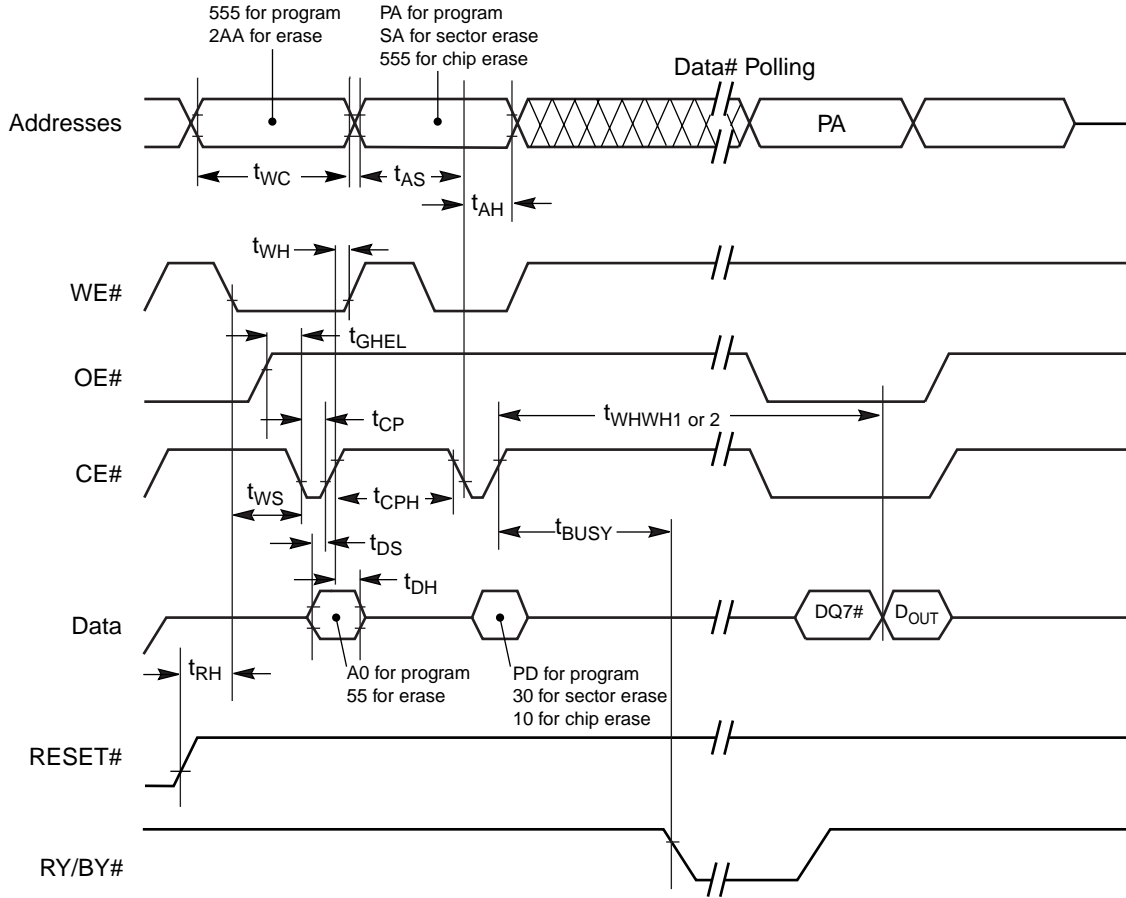 555 for program
2AA for erase
PA for program
SA for sector erase
555 for chip erase
Data# Polling
Addresses
PA
tWC
tAS
tAH
tWH
WE#
tGHEL
OE#
tCP
tWHWH1 or 2
CE#
tWS
tCPH
tBUSY
tDS
tDH
Data
DQ7#
DOUT
tRH
A0 for program
55 for erase
PD for program
30 for sector erase
10 for chip erase
RESET#
RY/BY#